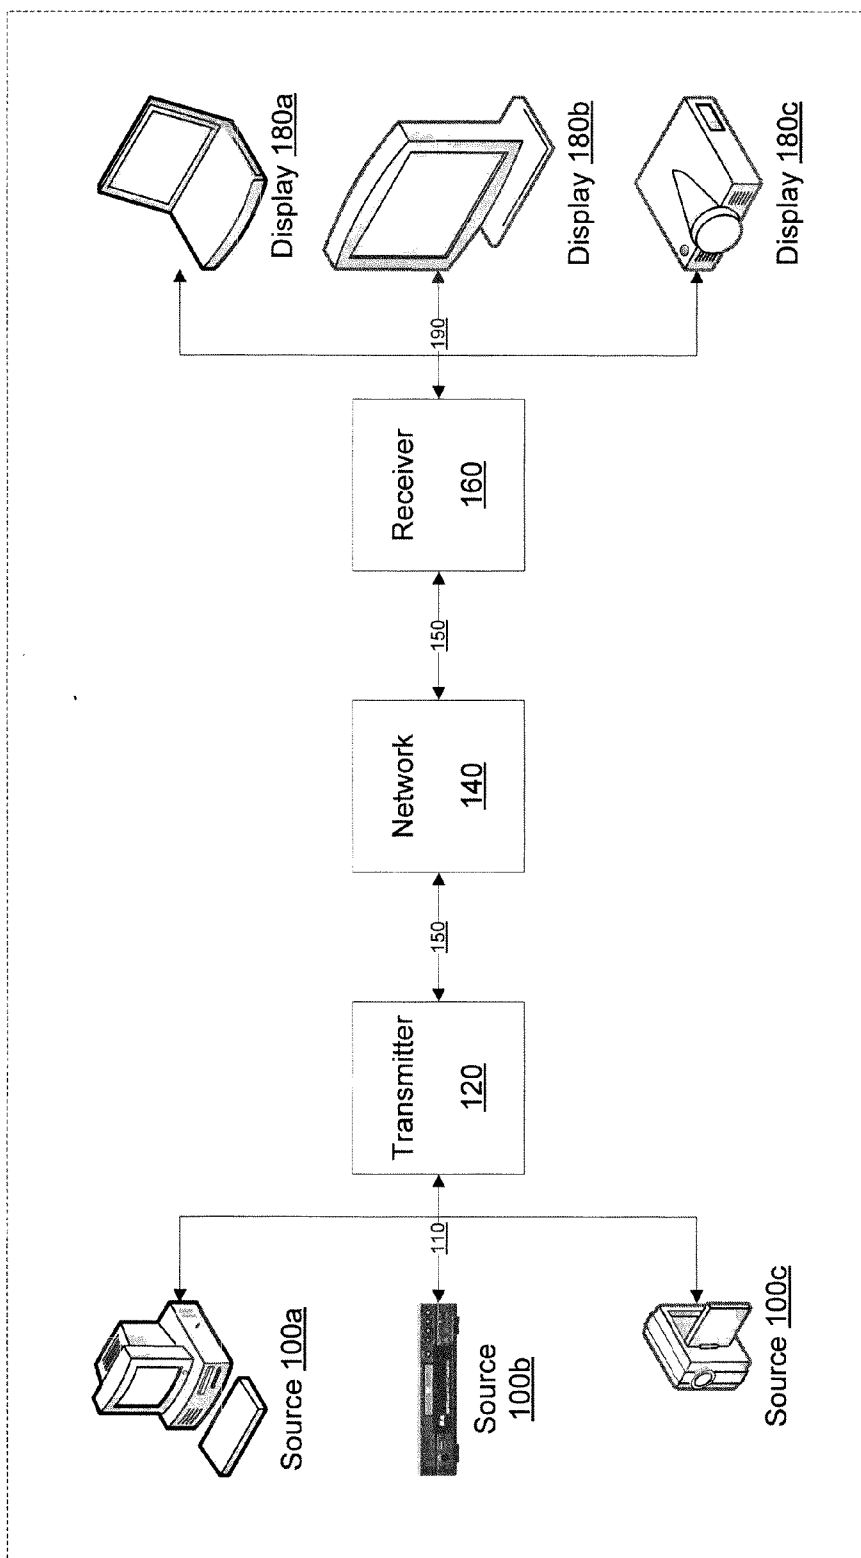 Source 100a
Source
100b
Source 100c
110
Transmitter
120
150
Network
140
150
Receiver
160
190
Display 180a
Display 180b
Display 180c